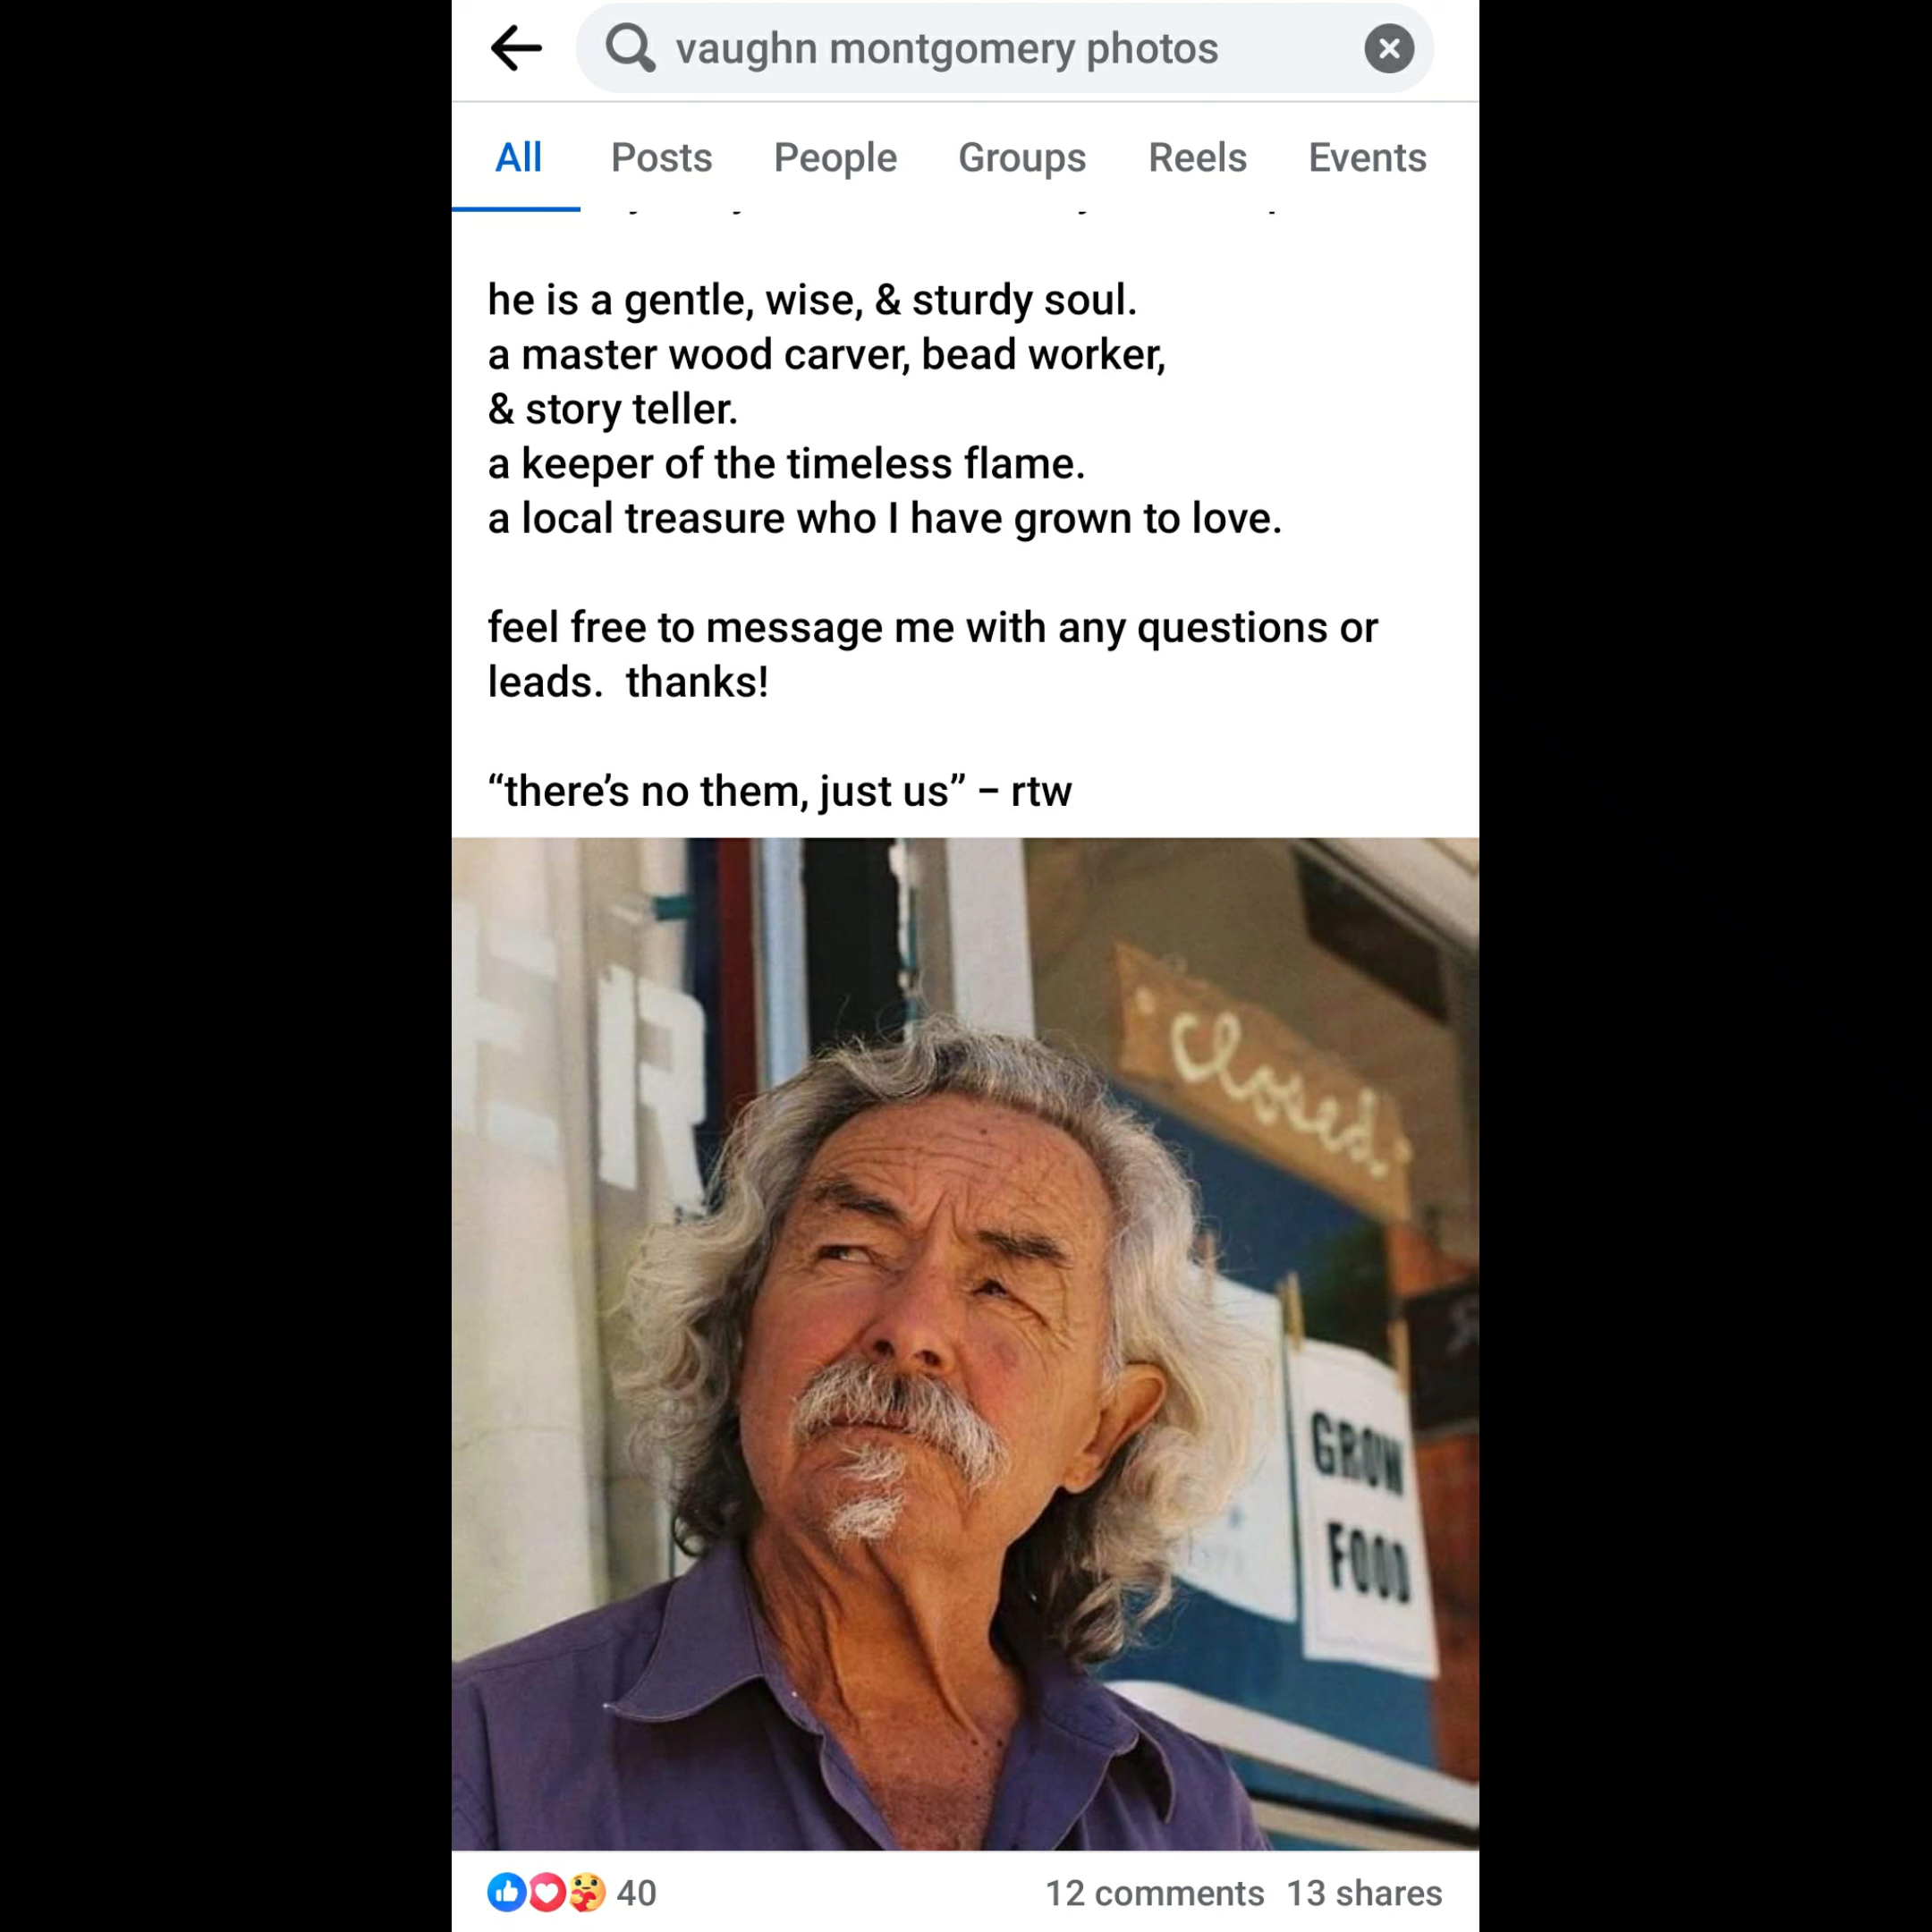 vaughn montgomery photos
All Posts People Groups Reels Events
he is a gentle, wise, & sturdy soul.
a master wood carver, bead worker,
& story teller.
a keeper of the timeless flame.
a local treasure who I have grown to love.
feel free to message me with any questions or
leads.  thanks!
“there’s no them, just us” – rtw
ER
closed
GROW
FOOD
40 12 comments 13 shares